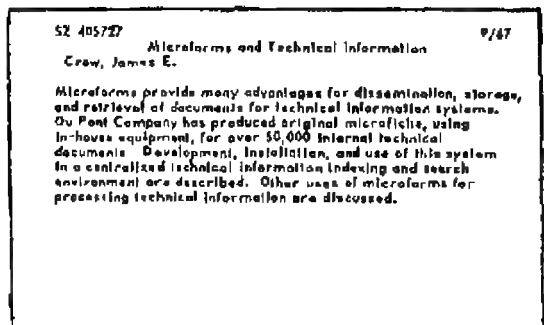 SZ 405727 9/67
Microforms and Technical Information
Crow, James E.
Microforms provide many advantages for dissemination, storage,
and retrieval of documents for technical information systems.
Du Pont Company has produced original microfiche, using
in-house equipment, for over 50,000 internal technical
documents. Development, installation, and use of this system
in a centralized technical information indexing and search
environment are described. Other uses of microforms for
processing technical information are discussed.